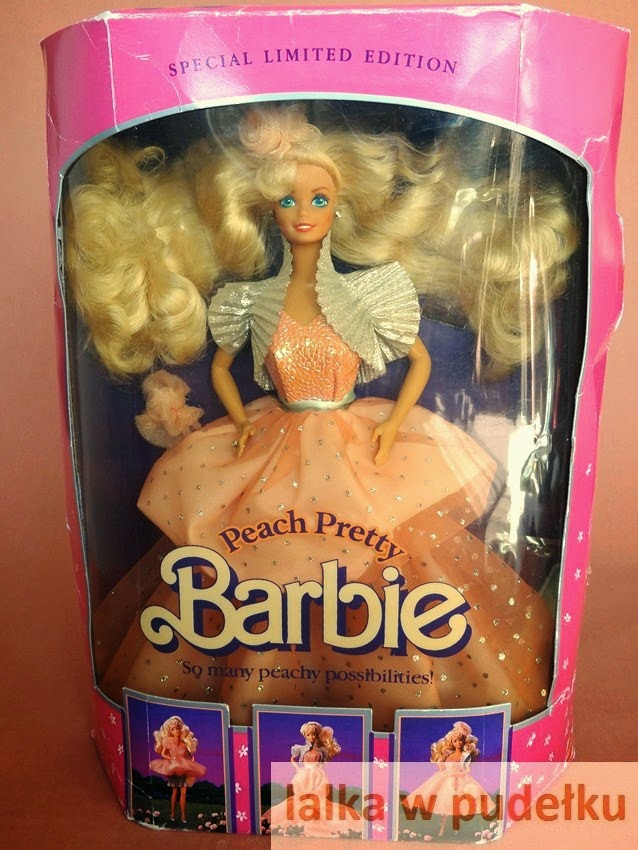 SPECIAL LIMITED EDITION
Peach Pretty
Barbie
So many peachy possibilities!
lalka w pudełku